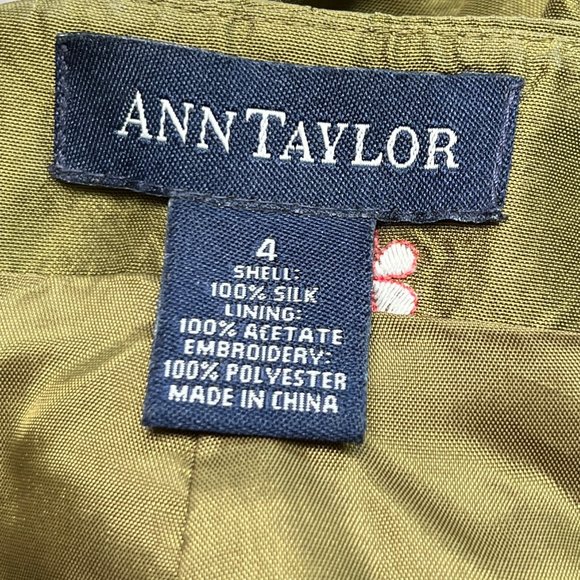 ANN TAYLOR
4
SHELL:
100% SILK
LINING:
100% ACETATE
EMBROIDERY:
100% POLYESTER
MADE IN CHINA